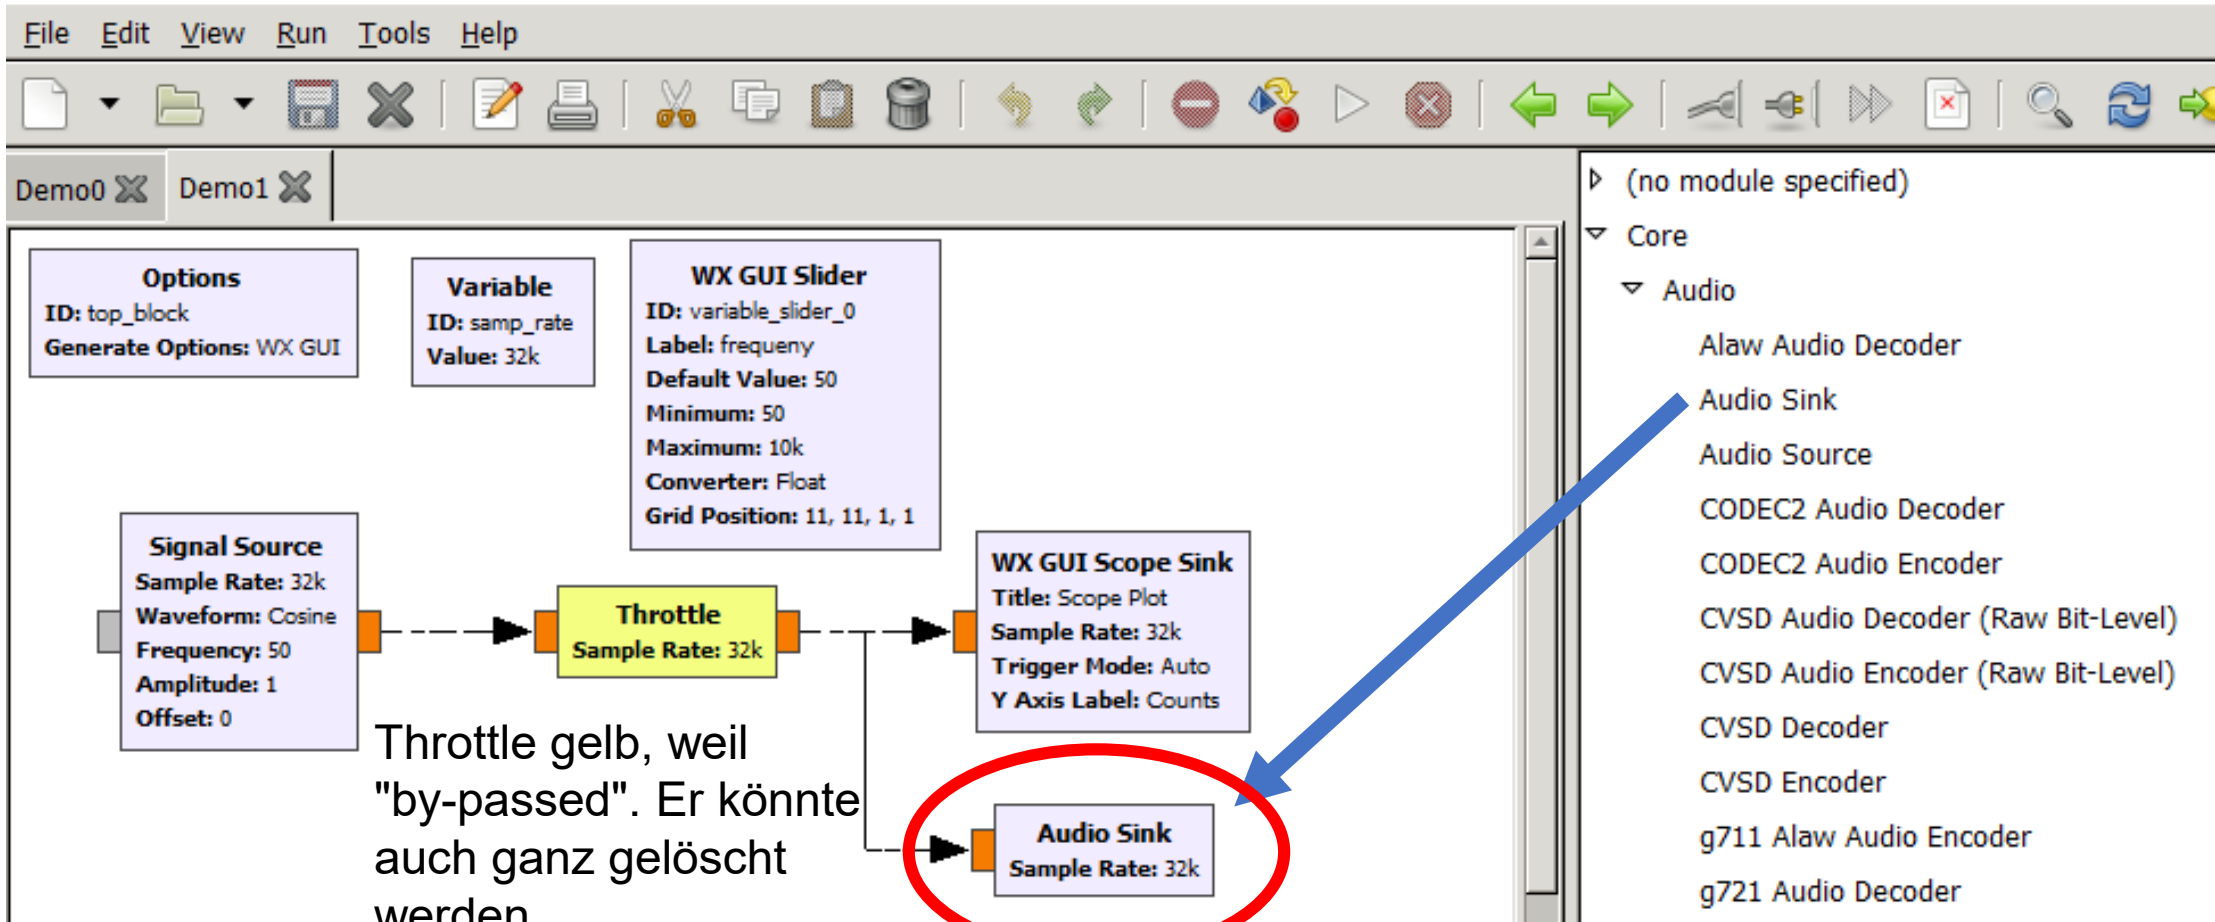 File Edit View Run Tools Help
Demo0 Demo1
Options
ID: top_block
Generate Options: WX GUI
Variable
ID: samp_rate
Value: 32k
WX GUI Slider
ID: variable_slider_0
Label: frequeny
Default Value: 50
Minimum: 50
Maximum: 10k
Converter: Float
Grid Position: 11, 11, 1, 1
Signal Source
Sample Rate: 32k
Waveform: Cosine
Frequency: 50
Amplitude: 1
Offset: 0
Throttle
Sample Rate: 32k
WX GUI Scope Sink
Title: Scope Plot
Sample Rate: 32k
Trigger Mode: Auto
Y Axis Label: Counts
Audio Sink
Sample Rate: 32k
Throttle gelb, weil
"by-passed". Er könnte
auch ganz gelöscht
werden
(no module specified)
Core
Audio
Alaw Audio Decoder
Audio Sink
Audio Source
CODEC2 Audio Decoder
CODEC2 Audio Encoder
CVSD Audio Decoder (Raw Bit-Level)
CVSD Audio Encoder (Raw Bit-Level)
CVSD Decoder
CVSD Encoder
g711 Alaw Audio Encoder
g721 Audio Decoder